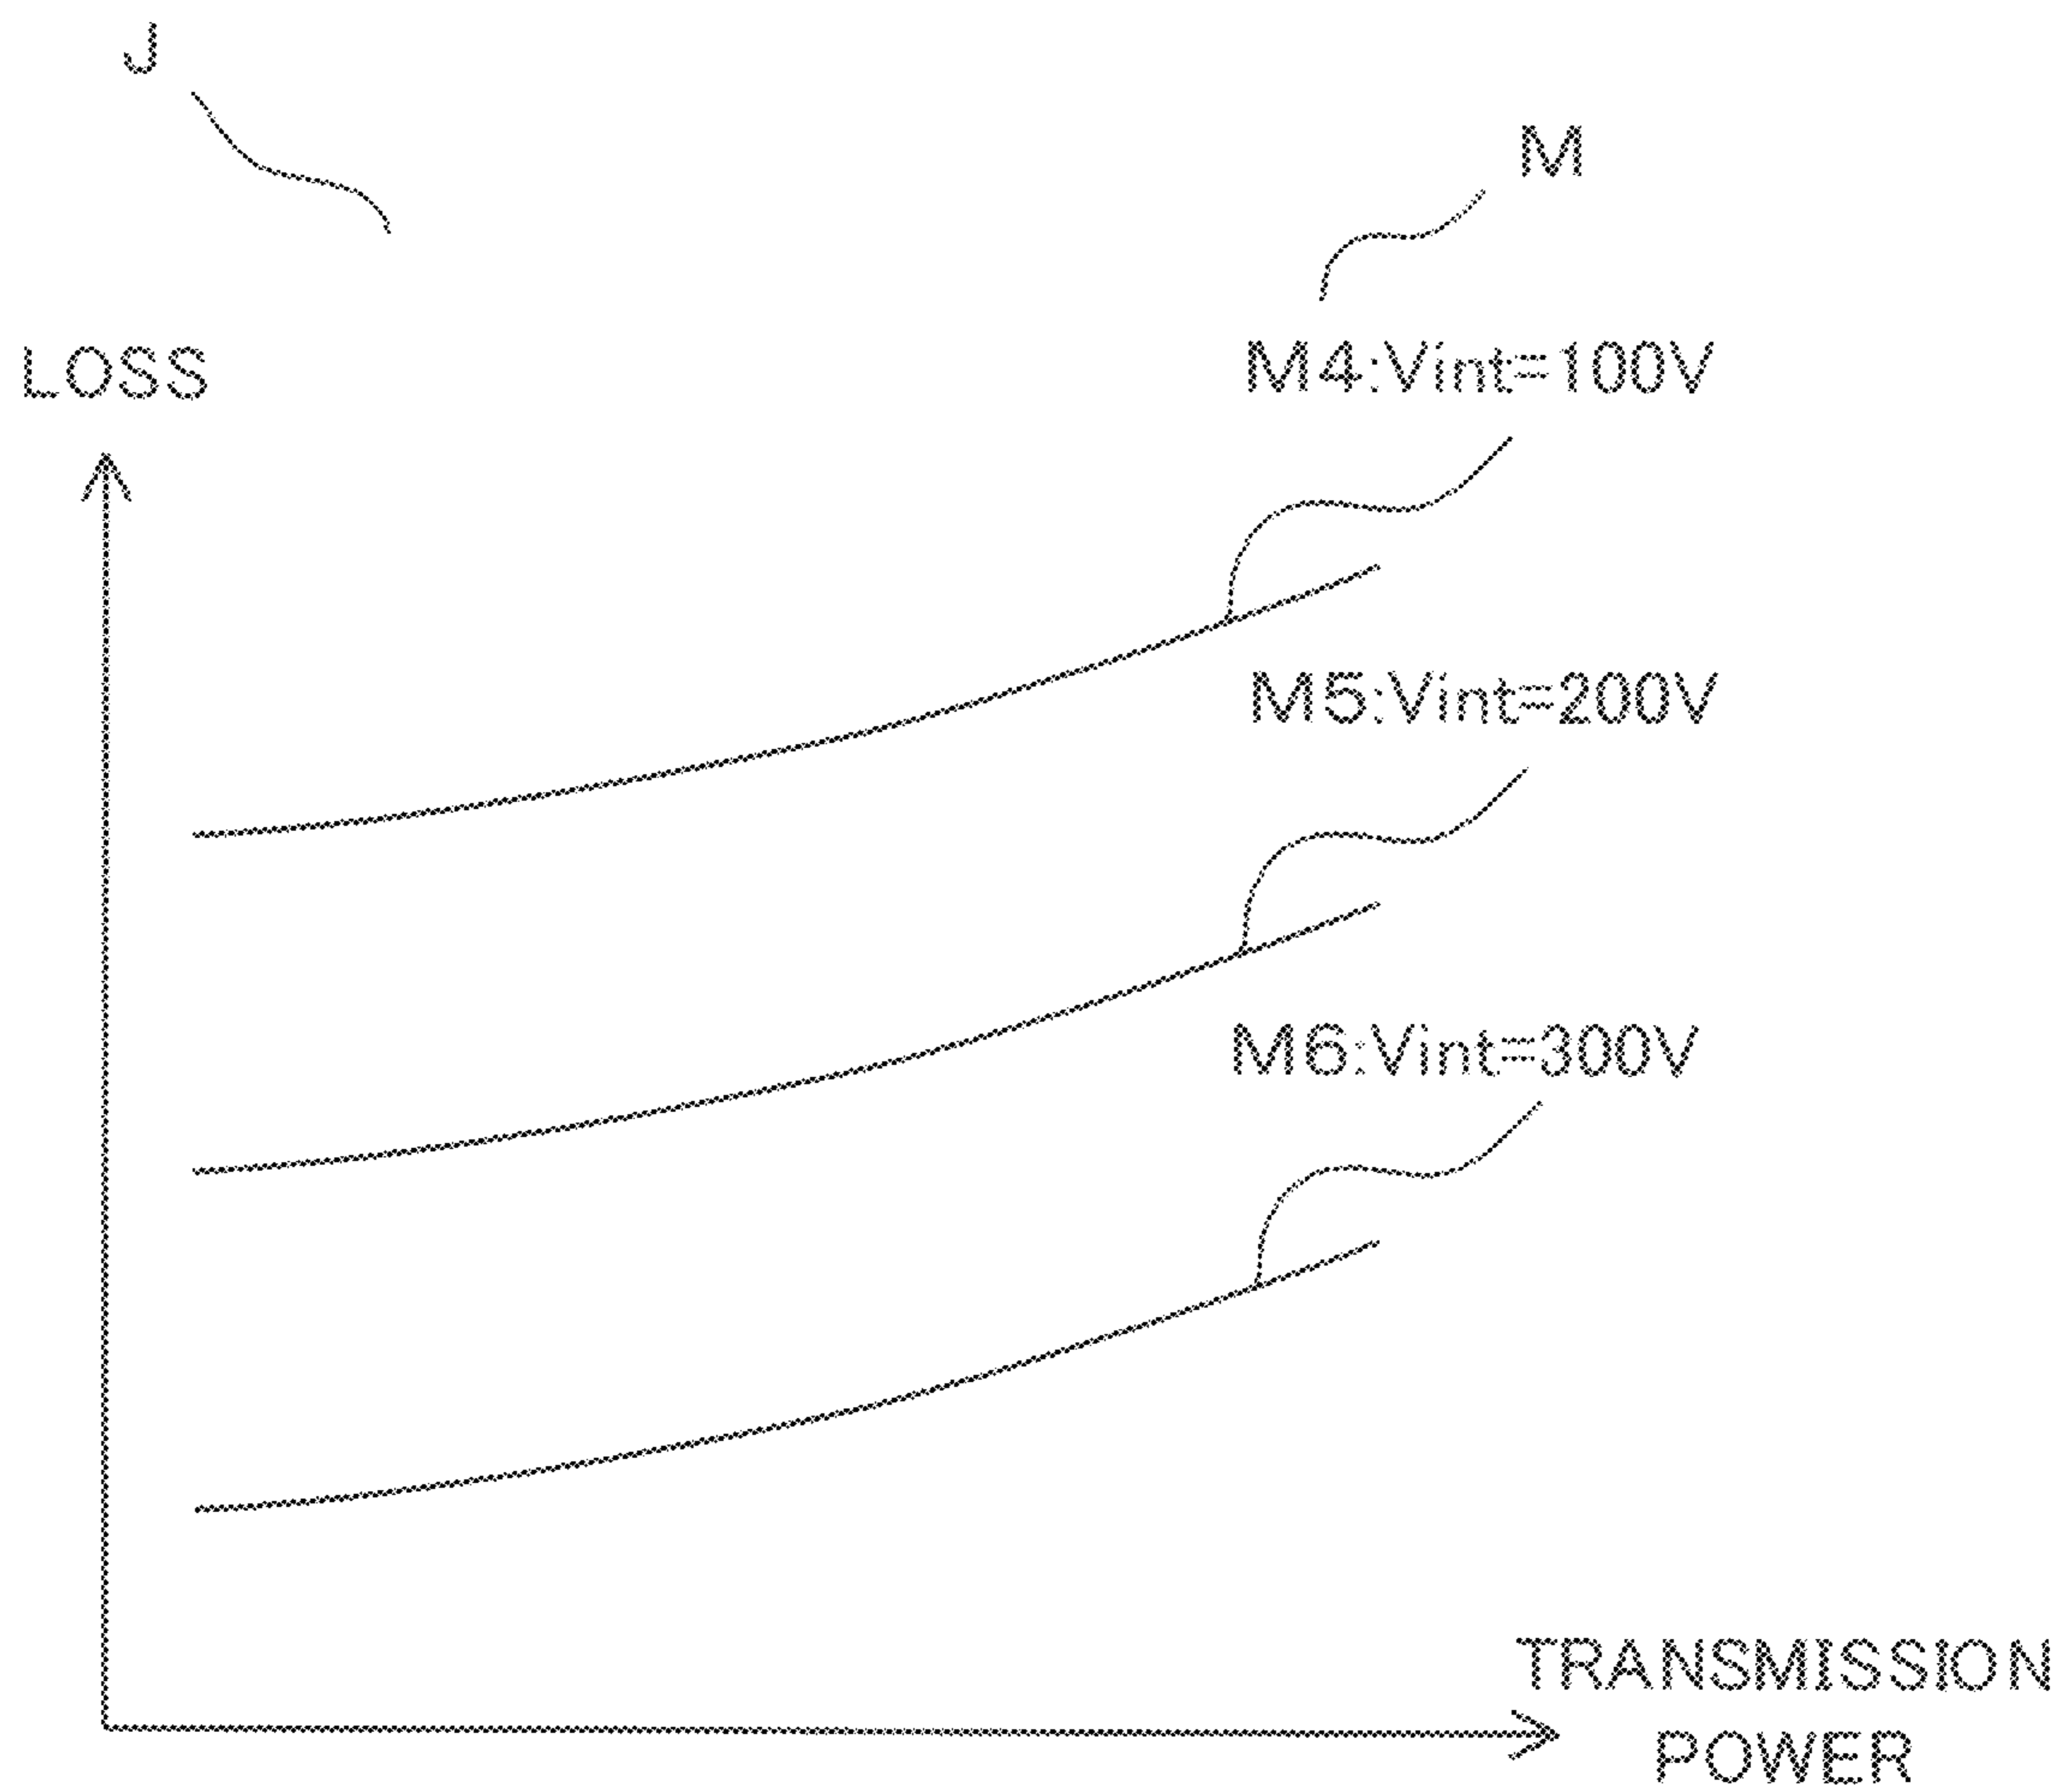 J
M
LOSS
M4:Vint=100V
M5:Vint=200V
M6:Vint=300V
TRANSMISSION
POWER